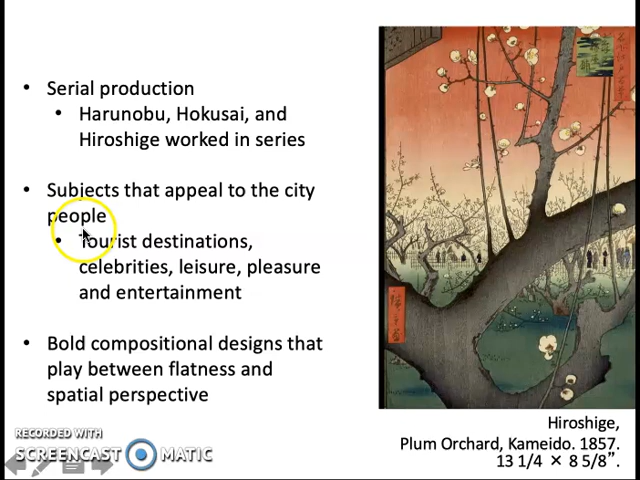 • Serial production
• Harunobu, Hokusai, and
Hiroshige worked in series
• Subjects that appeal to the city
people
• Tourist destinations,
celebrities, leisure, pleasure
and entertainment
• Bold compositional designs that
play between flatness and
spatial perspective
Hiroshige,
Plum Orchard, Kameido. 1857.
13 1/4 × 8 5/8”.
RECORDED WITH
SCREENCAST MATIC